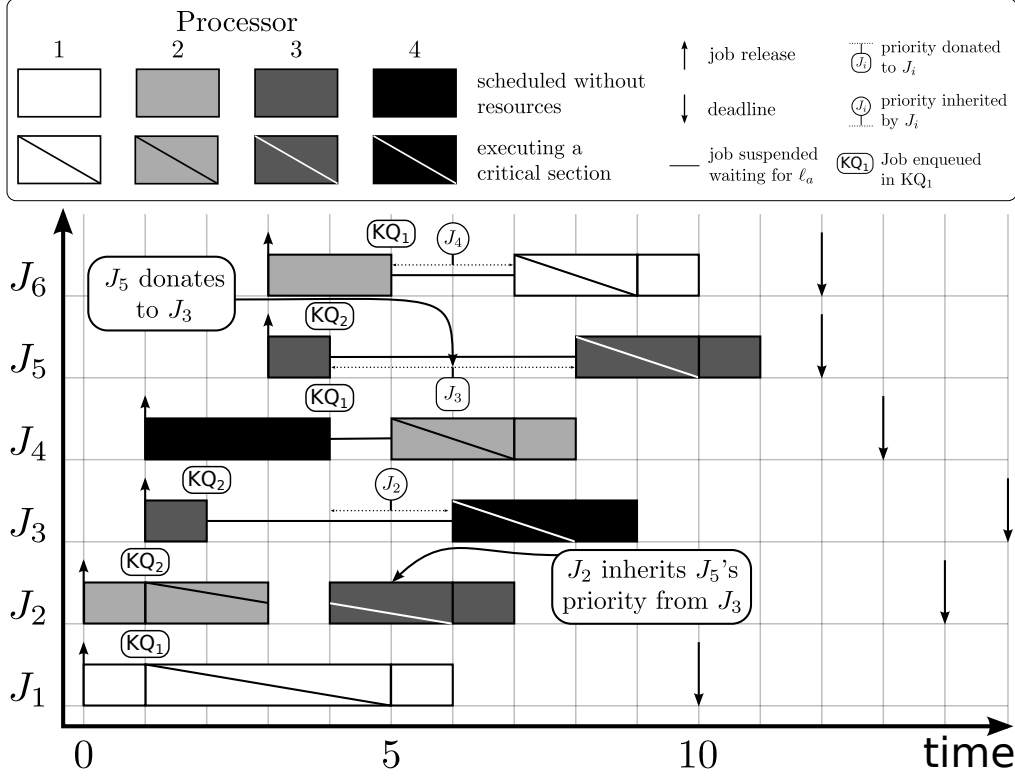 Processor
1 2 3 4
scheduled without
resources
executing a
critical section
job release
deadline
job suspended
waiting for ℓa
Ji
priority donated
to Ji
Ji
priority inherited
by Ji
KQ1
Job enqueued
in KQ1
KQ1
J4
J6
J5 donates
to J3
KQ2
J5
J3
KQ1
J4
KQ2
J2
J3
KQ2
J2 inherits J5's
priority from J3
J2
KQ1
J1
0 5 10 time